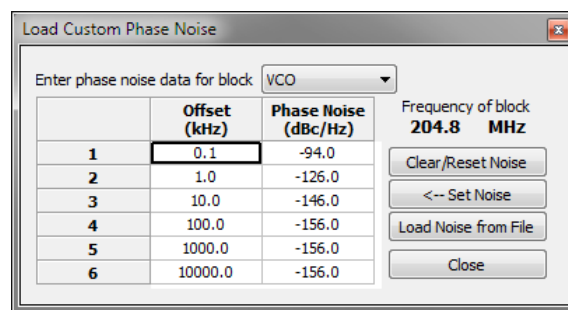 Load Custom Phase Noise
Enter phase noise data for block VCO
Frequency of block
204.8 MHz
Offset (kHz) Phase Noise (dBc/Hz)
1 0.1 -94.0
2 1.0 -126.0
3 10.0 -146.0
4 100.0 -156.0
5 1000.0 -156.0
6 10000.0 -156.0
Clear/Reset Noise
<-- Set Noise
Load Noise from File
Close